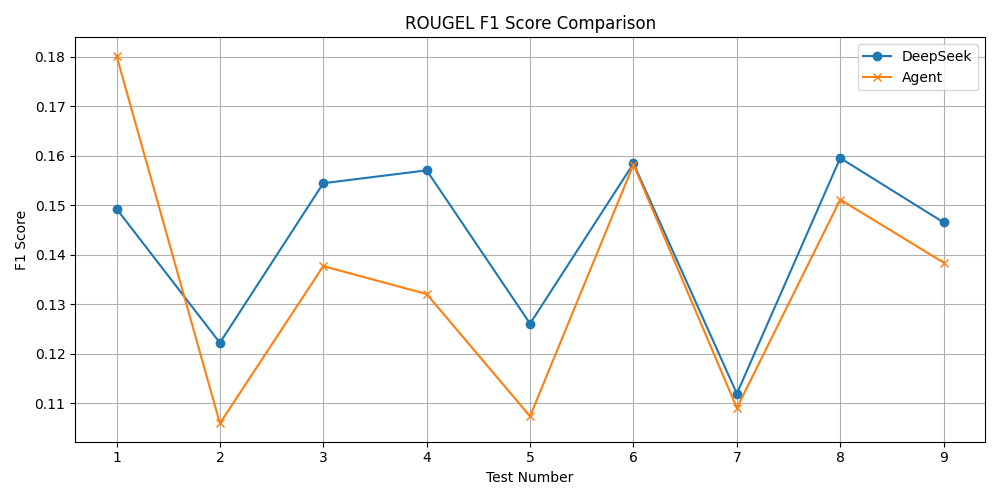 ROUGEL F1 Score Comparison
DeepSeek
Agent
F1 Score
0.18
0.17
0.16
0.15
0.14
0.13
0.12
0.11
1 2 3 4 5 6 7 8 9
Test Number